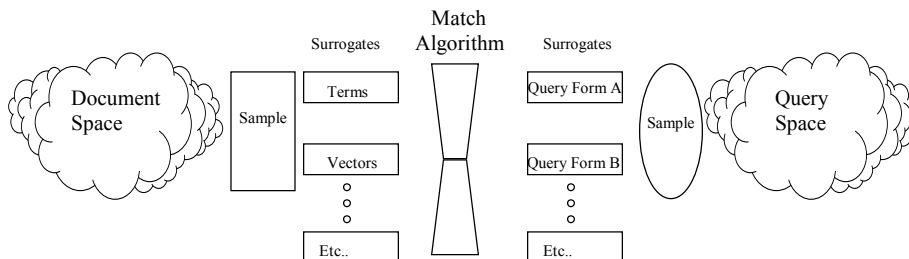 Match
Algorithm
Surrogates
Surrogates
Document
Space
Sample
Terms
Vectors
Etc..
Query Form A
Query Form B
Etc..
Sample
Query
Space